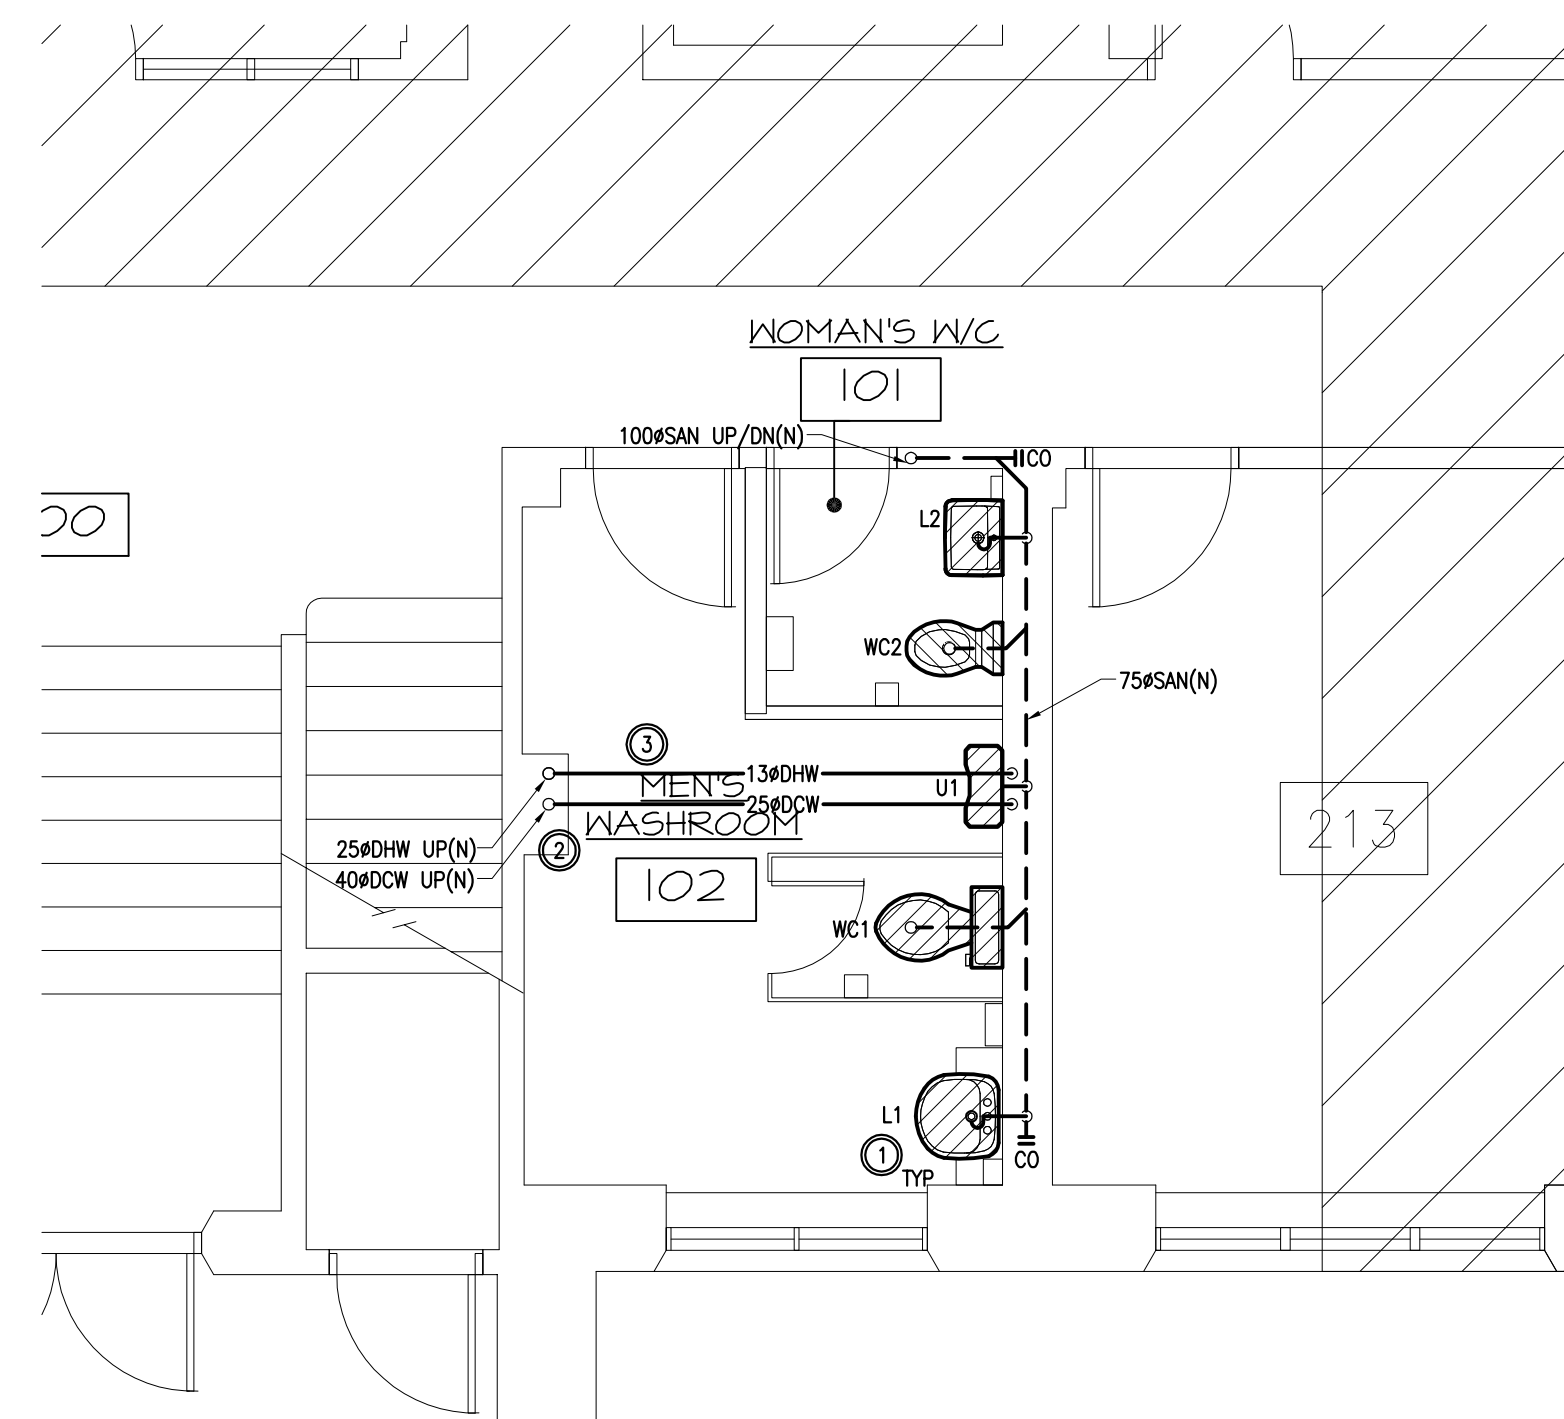 WOMAN'S W/C
101
100øSAN UP/DN(N)
CO
00
L2
WC2
75øSAN(N)
3
13øDHW
MEN'S
U1
25øDCW
WASHROOM
213
25øDHW UP(N)
2
40øDCW UP(N)
102
WC1
L1
1
TYP
CO